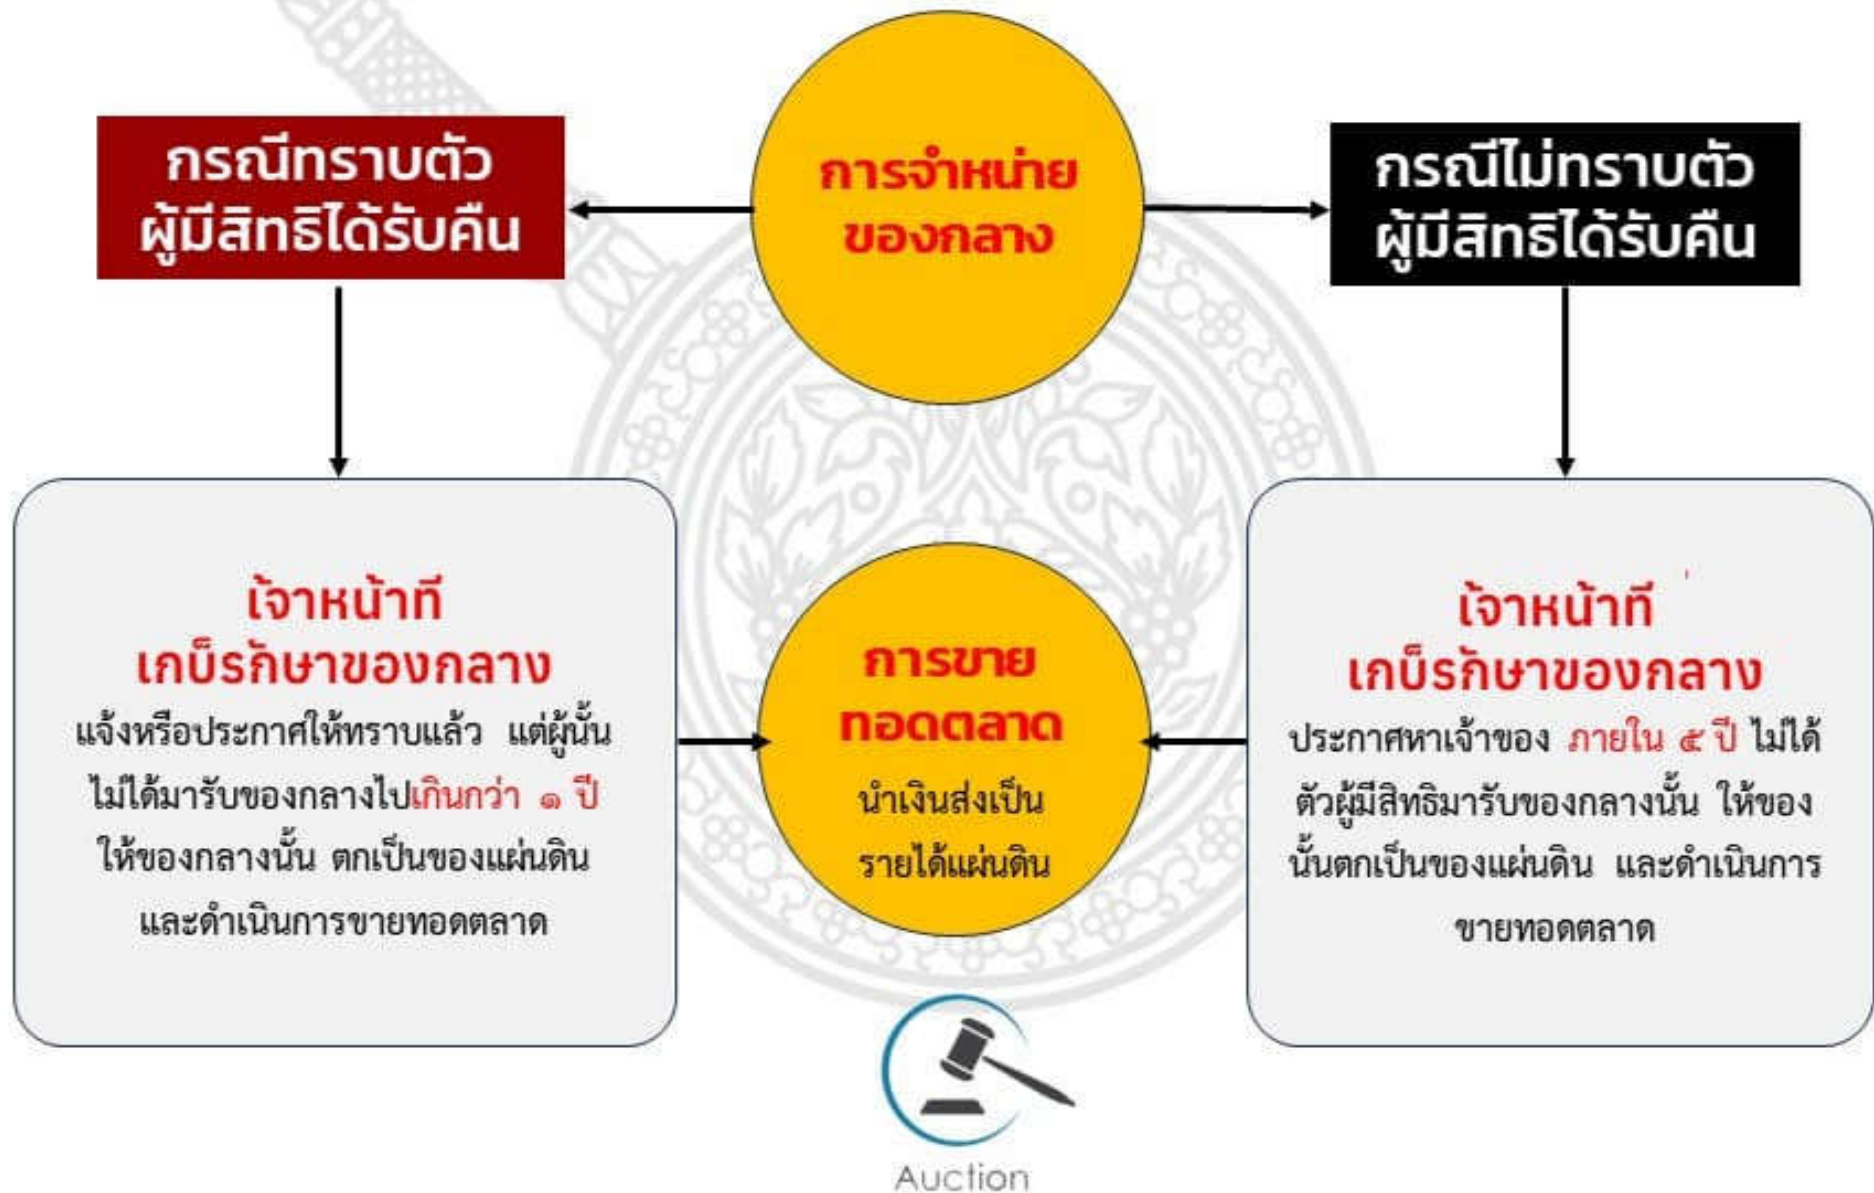 การจำหน่าย
ของกลาง
กรณีทราบตัว
ผู้มีสิทธิได้รับคืน
กรณีไม่ทราบตัว
ผู้มีสิทธิได้รับคืน
เจ้าหน้าที่
เก็บรักษาของกลาง
แจ้งหรือประกาศให้ทราบแล้ว แต่ผู้นั้น
ไม่ได้มารับของกลางไปเกินกว่า ๑ ปี
ให้ของกลางนั้น ตกเป็นของแผ่นดิน
และดำเนินการขายทอดตลาด
การขาย
ทอดตลาด
นำเงินส่งเป็น
รายได้แผ่นดิน
เจ้าหน้าที่
เก็บรักษาของกลาง
ประกาศหาเจ้าของ ภายใน ๕ ปี ไม่ได้
ตัวผู้มีสิทธิมารับของกลางนั้น ให้ของ
นั้นตกเป็นของแผ่นดิน และดำเนินการ
ขายทอดตลาด
Auction